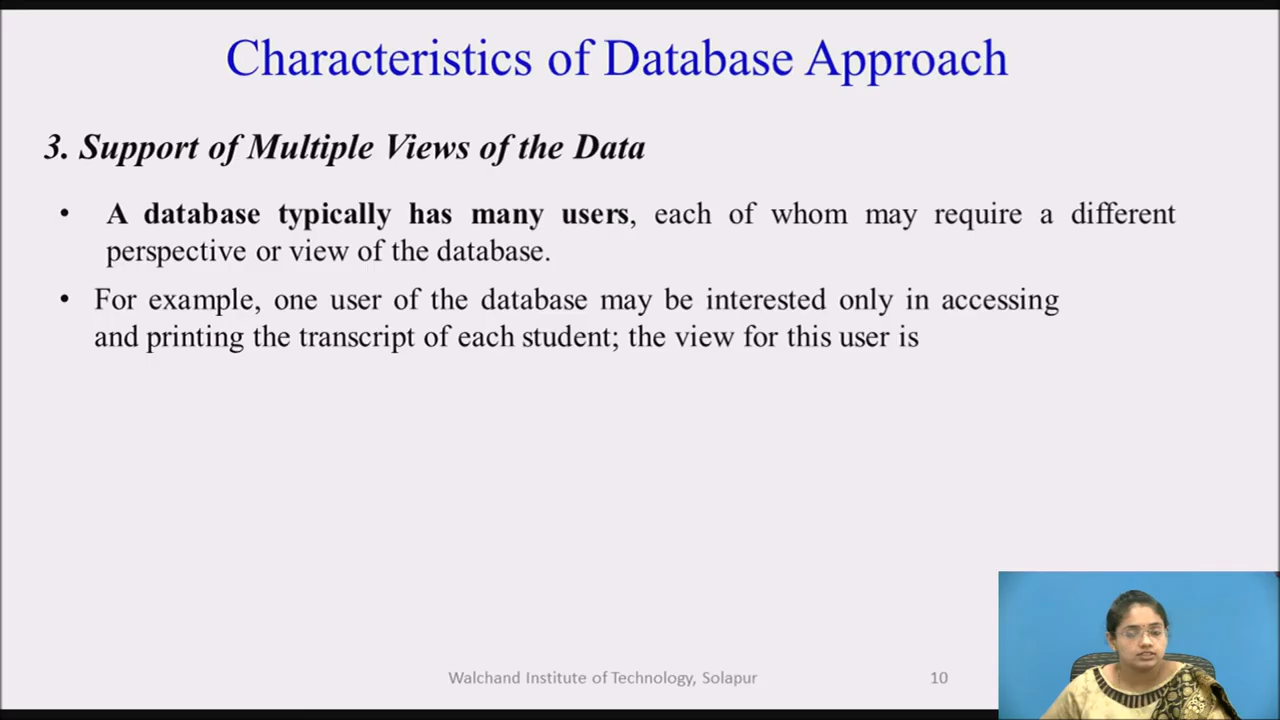 Characteristics of Database Approach
3. Support of Multiple Views of the Data
• A database typically has many users, each of whom may require a different
perspective or view of the database.
• For example, one user of the database may be interested only in accessing
and printing the transcript of each student; the view for this user is
Walchand Institute of Technology, Solapur
10